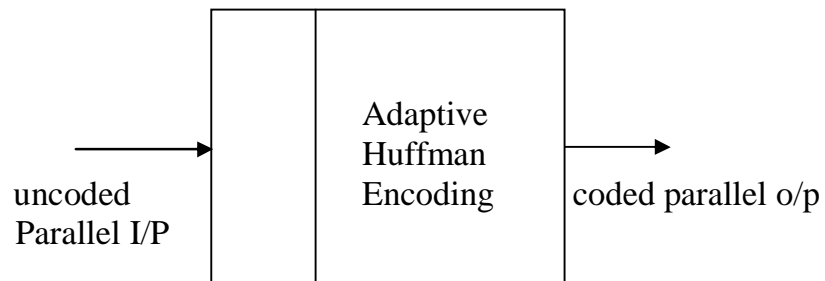 Adaptive
Huffman
Encoding
uncoded
Parallel I/P
coded parallel o/p